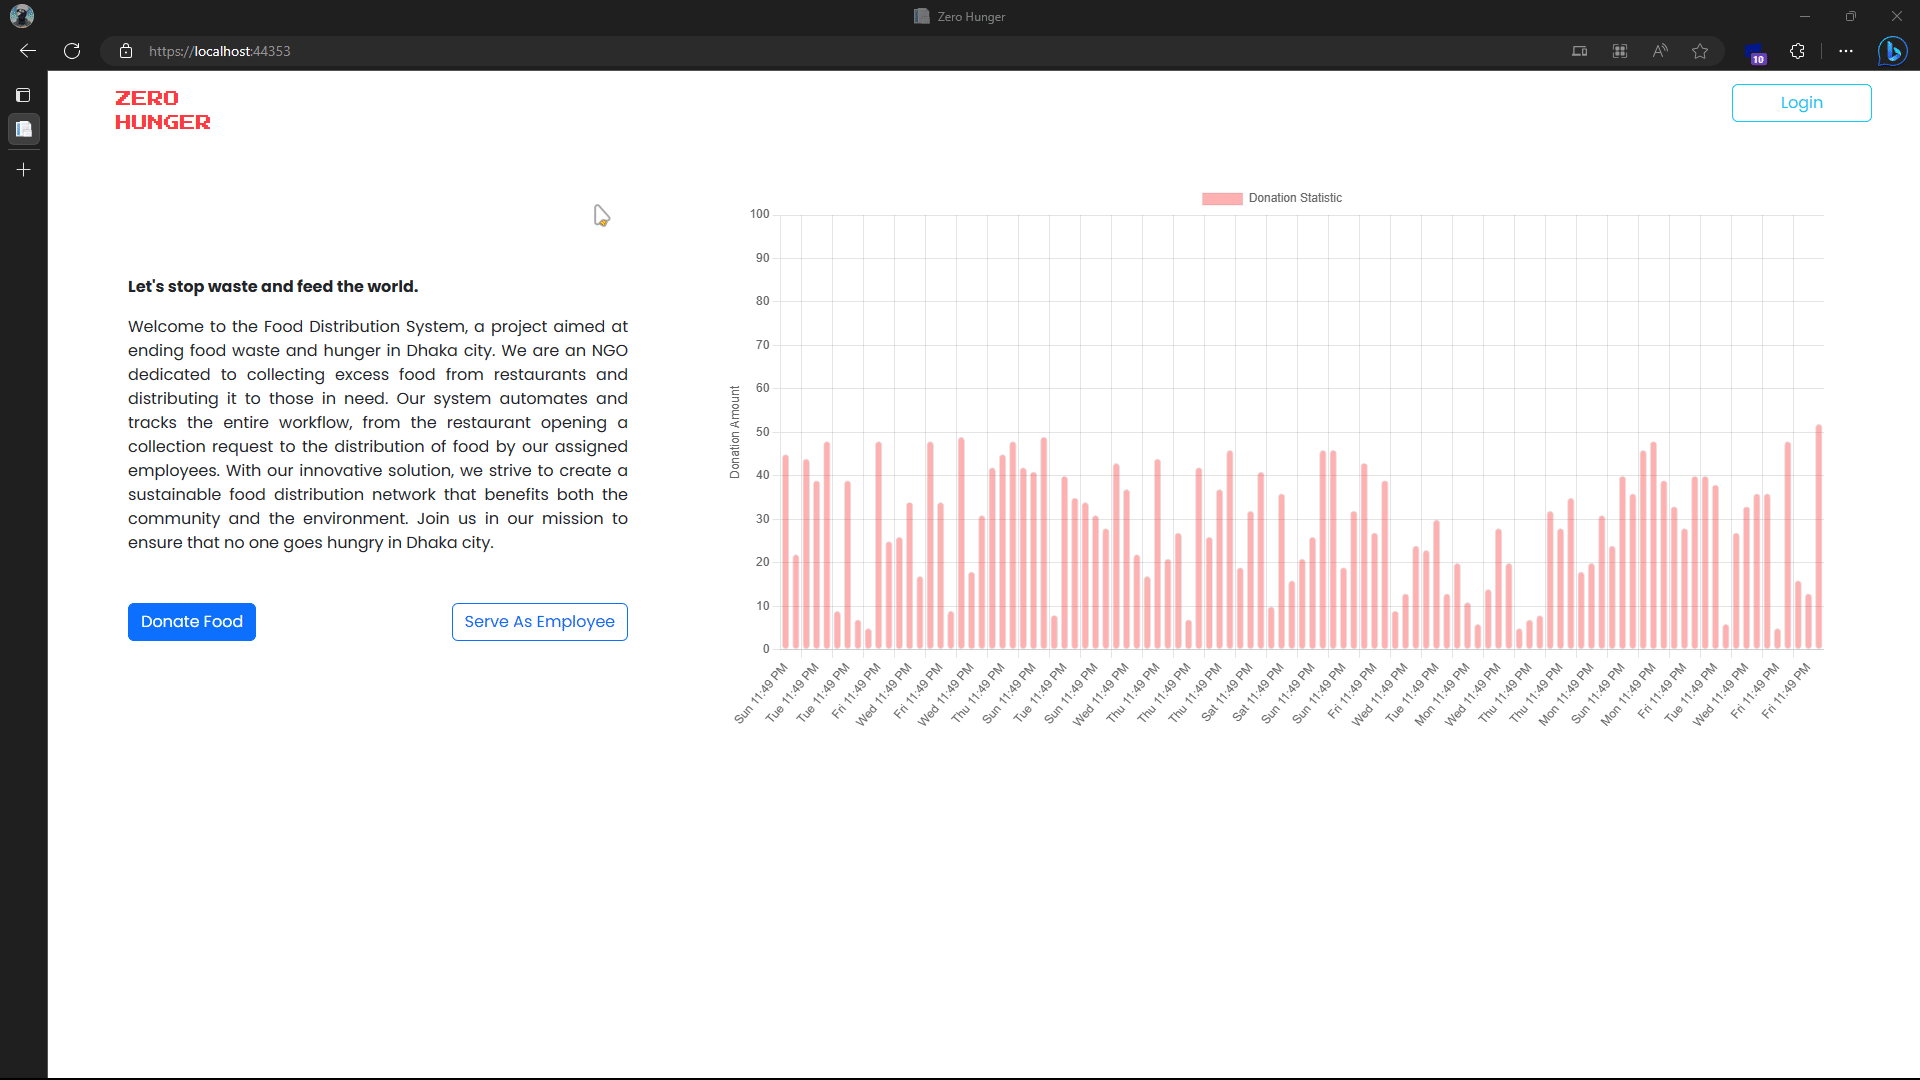 Zero Hunger
https://localhost:44353
10
ZERO
HUNGER
Login
Let's stop waste and feed the world.
Welcome to the Food Distribution System, a project aimed at
ending food waste and hunger in Dhaka city. We are an NGO
dedicated to collecting excess food from restaurants and
distributing it to those in need. Our system automates and
tracks the entire workflow, from the restaurant opening a
collection request to the distribution of food by our assigned
employees. With our innovative solution, we strive to create a
sustainable food distribution network that benefits both the
community and the environment. Join us in our mission to
ensure that no one goes hungry in Dhaka city.
Donate Food
Serve As Employee
Donation Statistic
Donation Amount
100
90
80
70
60
50
40
30
20
10
0
Sun 11:49 PM
Tue 11:49 PM
Tue 11:49 PM
Fri 11:49 PM
Wed 11:49 PM
Fri 11:49 PM
Wed 11:49 PM
Thu 11:49 PM
Sun 11:49 PM
Tue 11:49 PM
Sun 11:49 PM
Wed 11:49 PM
Thu 11:49 PM
Thu 11:49 PM
Thu 11:49 PM
Sat 11:49 PM
Sat 11:49 PM
Sun 11:49 PM
Sun 11:49 PM
Fri 11:49 PM
Wed 11:49 PM
Tue 11:49 PM
Mon 11:49 PM
Wed 11:49 PM
Thu 11:49 PM
Thu 11:49 PM
Mon 11:49 PM
Sun 11:49 PM
Mon 11:49 PM
Fri 11:49 PM
Tue 11:49 PM
Wed 11:49 PM
Fri 11:49 PM
Fri 11:49 PM